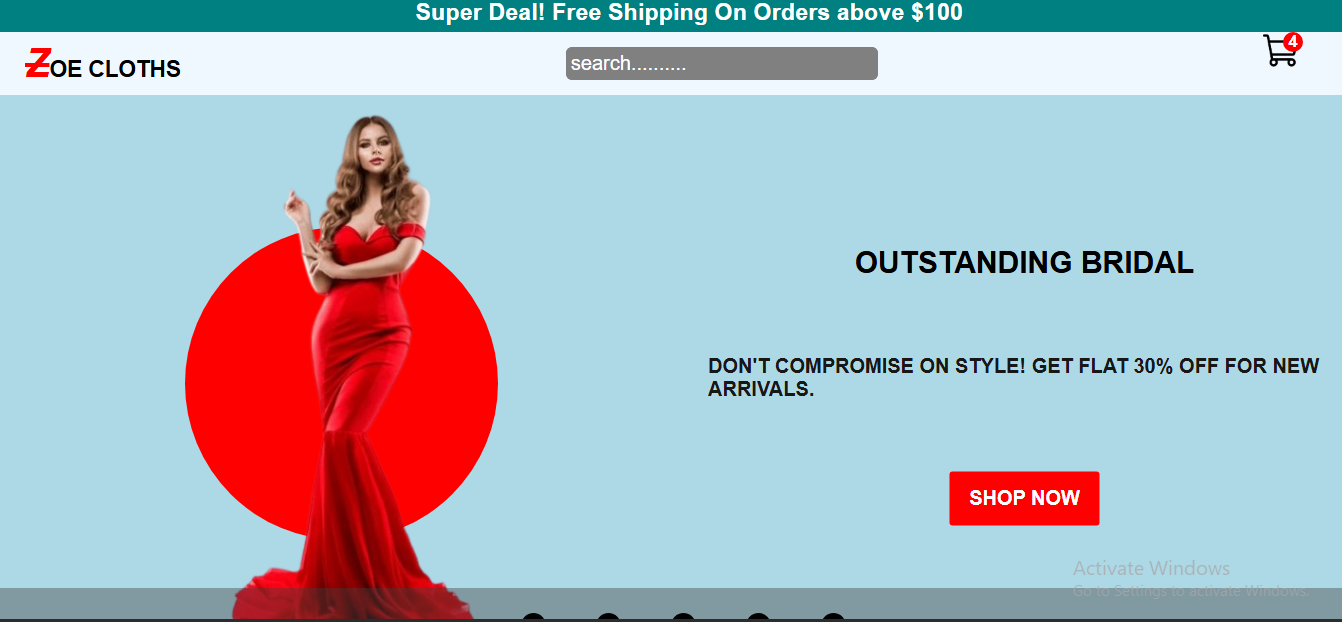 Super Deal! Free Shipping On Orders above $100
ZOE CLOTHS
search..........
4
OUTSTANDING BRIDAL
DON'T COMPROMISE ON STYLE! GET FLAT 30% OFF FOR NEW
ARRIVALS.
SHOP NOW
Activate Windows
Go to Settings to activate Windows.